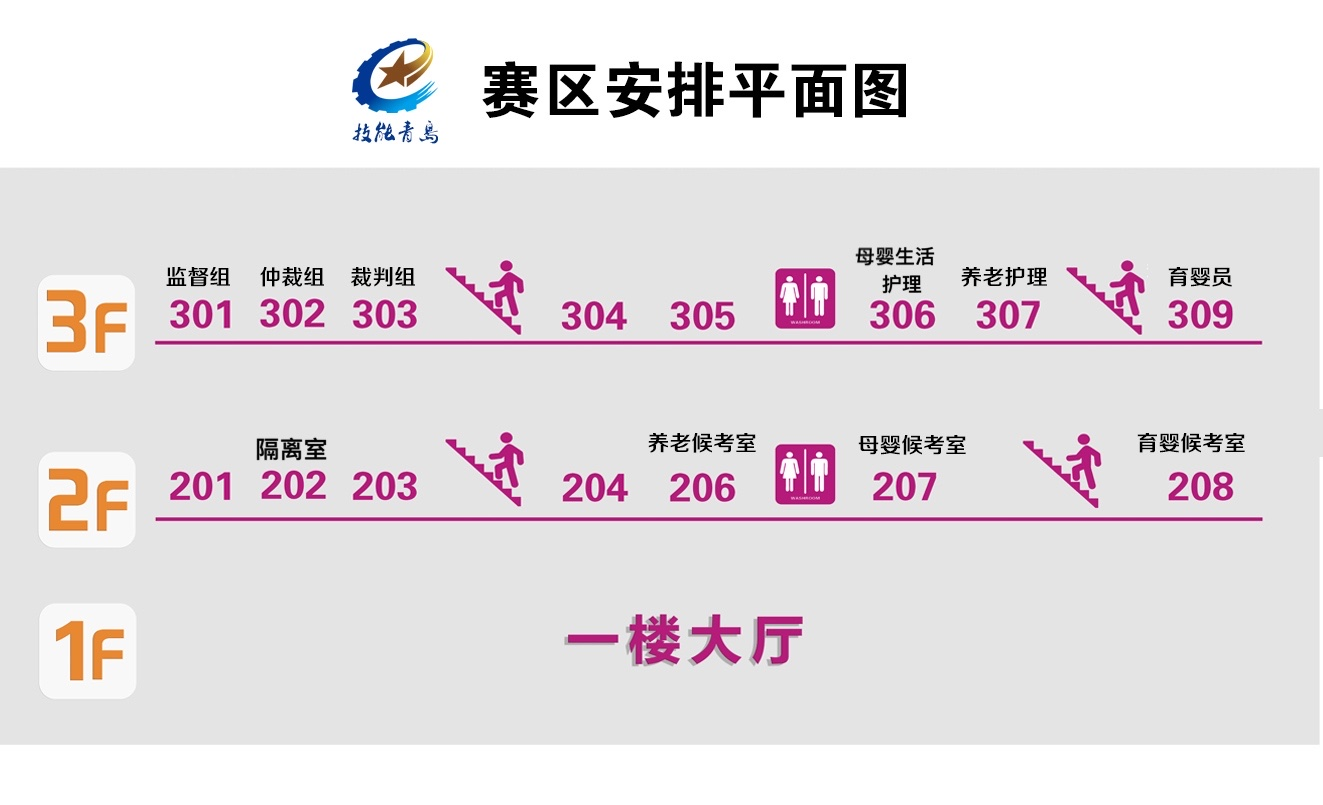 技能青岛
赛区安排平面图
3F
监督组 仲裁组 裁判组 母婴生活护理 养老护理 育婴员
301 302 303 304 305 WASHROOM 306 307 309
2F
隔离室 养老候考室 母婴候考室 育婴候考室
201 202 203 204 206 WASHROOM 207 208
1F
一楼大厅